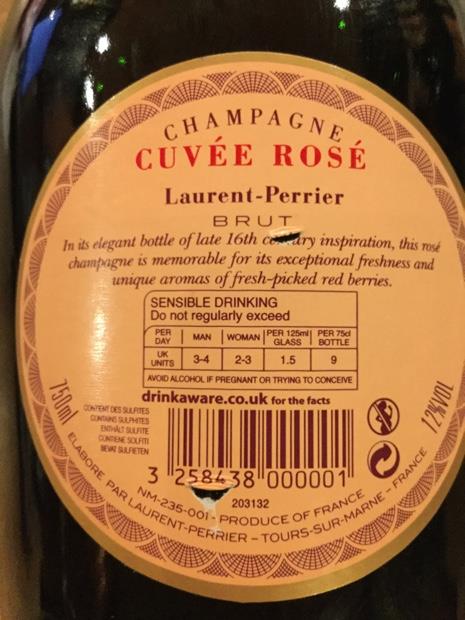 CHAMPAGNE
CUVÉE ROSÉ
Laurent-Perrier
BRUT
In its elegant bottle of late 16th ry inspiration, this rosé
champagne is memorable for its exceptional freshness and
unique aromas of fresh-picked red berries.
SENSIBLE DRINKING
Do not regularly exceed
PER DAY MAN WOMAN PER 125ml GLASS PER 75cl BOTTLE
UK UNITS 3-4 2-3 1.5 9
AVOID ALCOHOL IF PREGNANT OR TRYING TO CONCEIVE
drinkaware.co.uk for the facts
750ml
CONTIENT DES SULFITES
CONTAINS SULPHITES
ENTHÄLT SULFITE
CONTIENE SOLFITI
BEVAT SULFIETEN
12%VOL
3 258438 000001
203132
NM-235-001 - PRODUCE OF FRANCE
ELABORE PAR LAURENT-PERRIER – TOURS-SUR-MARNE – FRANCE